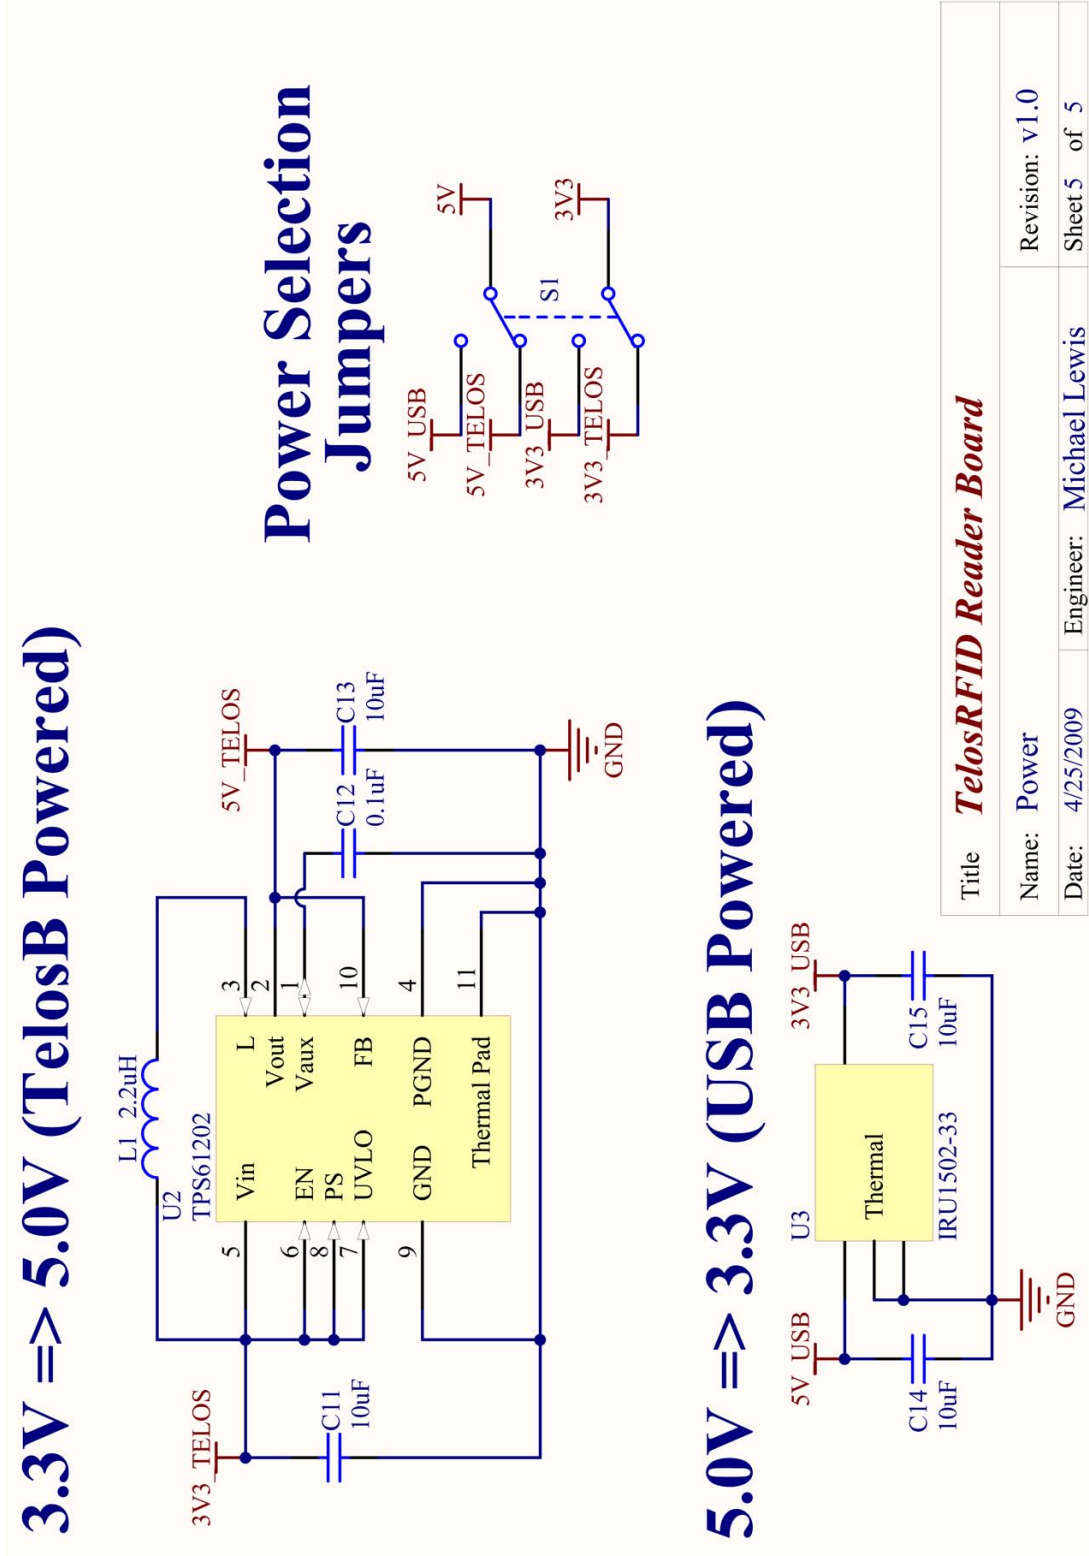 3.3V => 5.0V (TelosB Powered)
3V3_TELOS
C11
10uF
L1 2.2uH
U2
TPS61202
5
6
8
7
9
Vin
EN
PS
UVLO
GND
L
Vout
Vaux
FB
PGND
Thermal Pad
3
2
1
10
4
11
5V_TELOS
C12
0.1uF
C13
10uF
GND
Power Selection
Jumpers
5V_USB
5V_TELOS
3V3_USB
3V3_TELOS
S1
5V
3V3
5.0V => 3.3V (USB Powered)
5V_USB
C14
10uF
U3
Thermal
IRU1502-33
3V3_USB
C15
10uF
GND
Title TelosRFID Reader Board
Name: Power Revision: v1.0
Date: 4/25/2009 Engineer: Michael Lewis Sheet 5 of 5